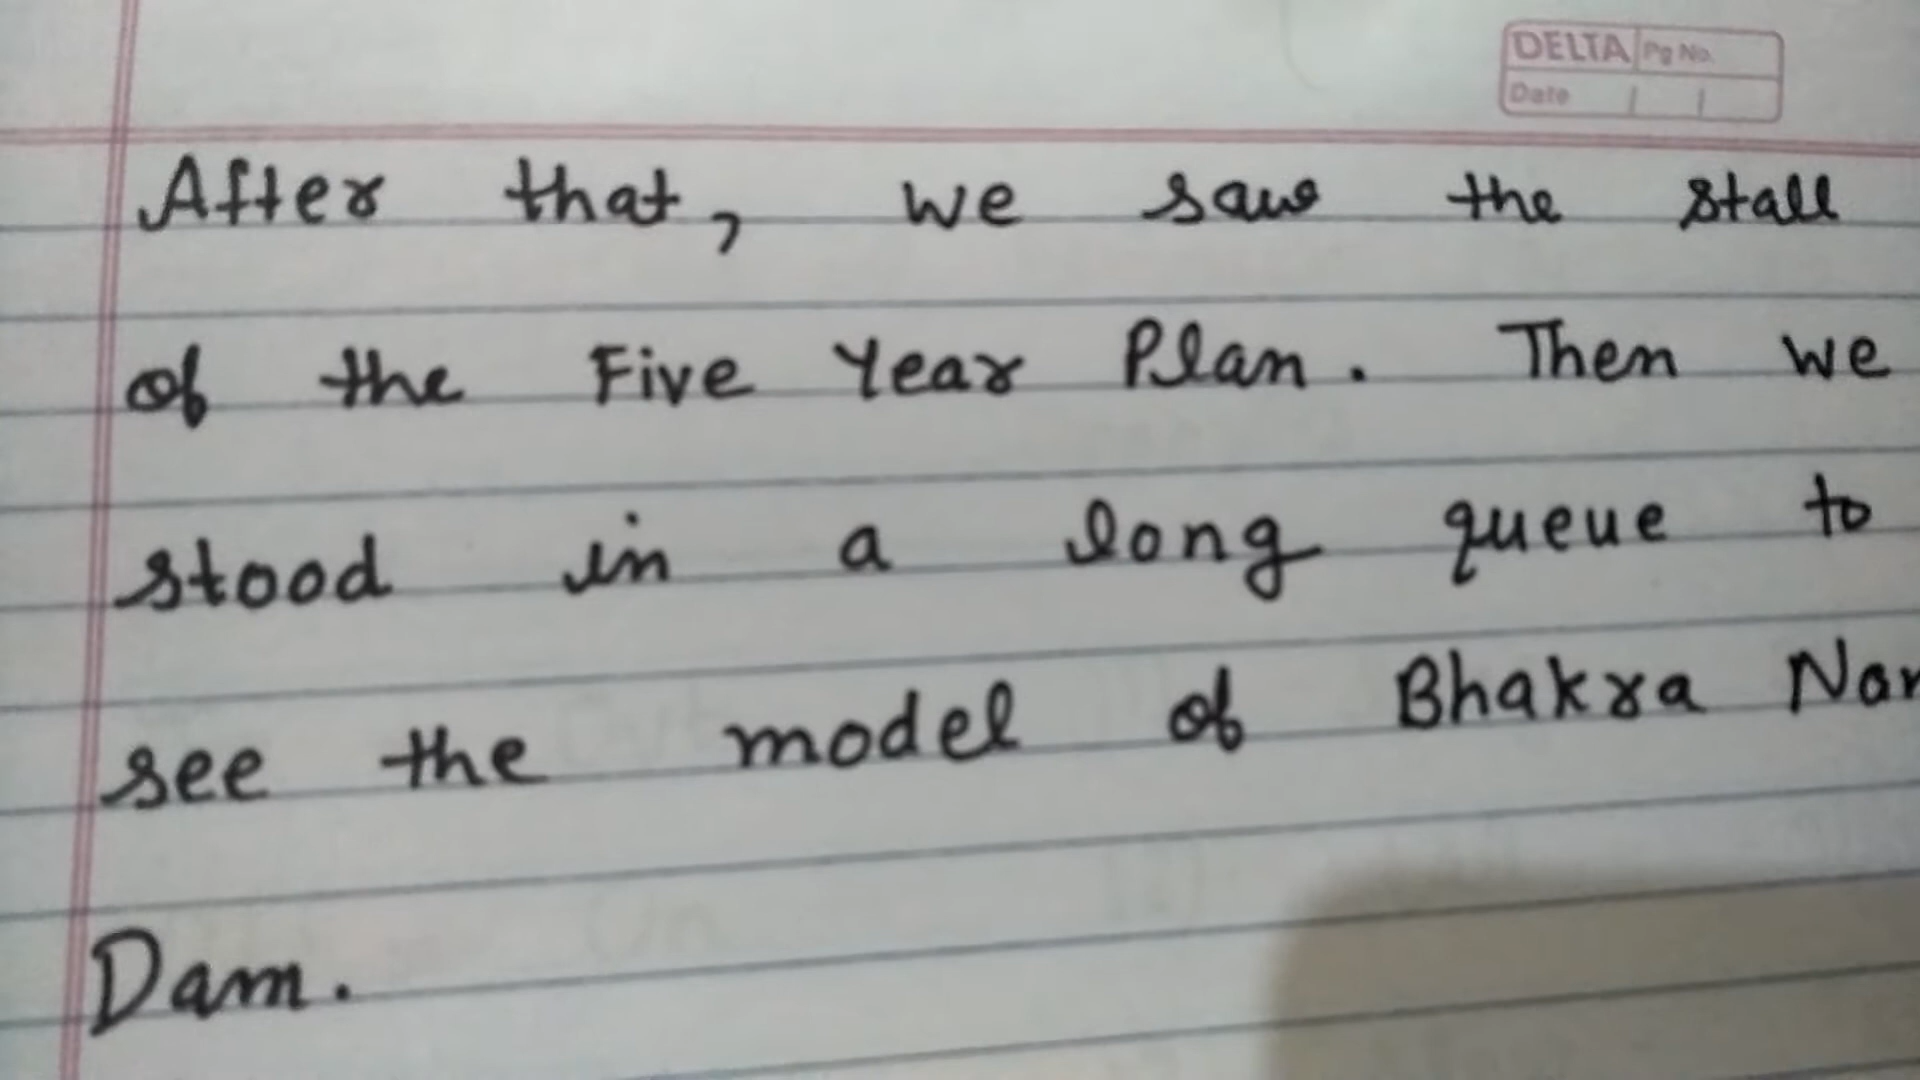 DELTA Pg No.
Date / /
After that, we saw the stall
of the Five Year Plan. Then we
stood in a long queue to
see the model of Bhakra
Dam.